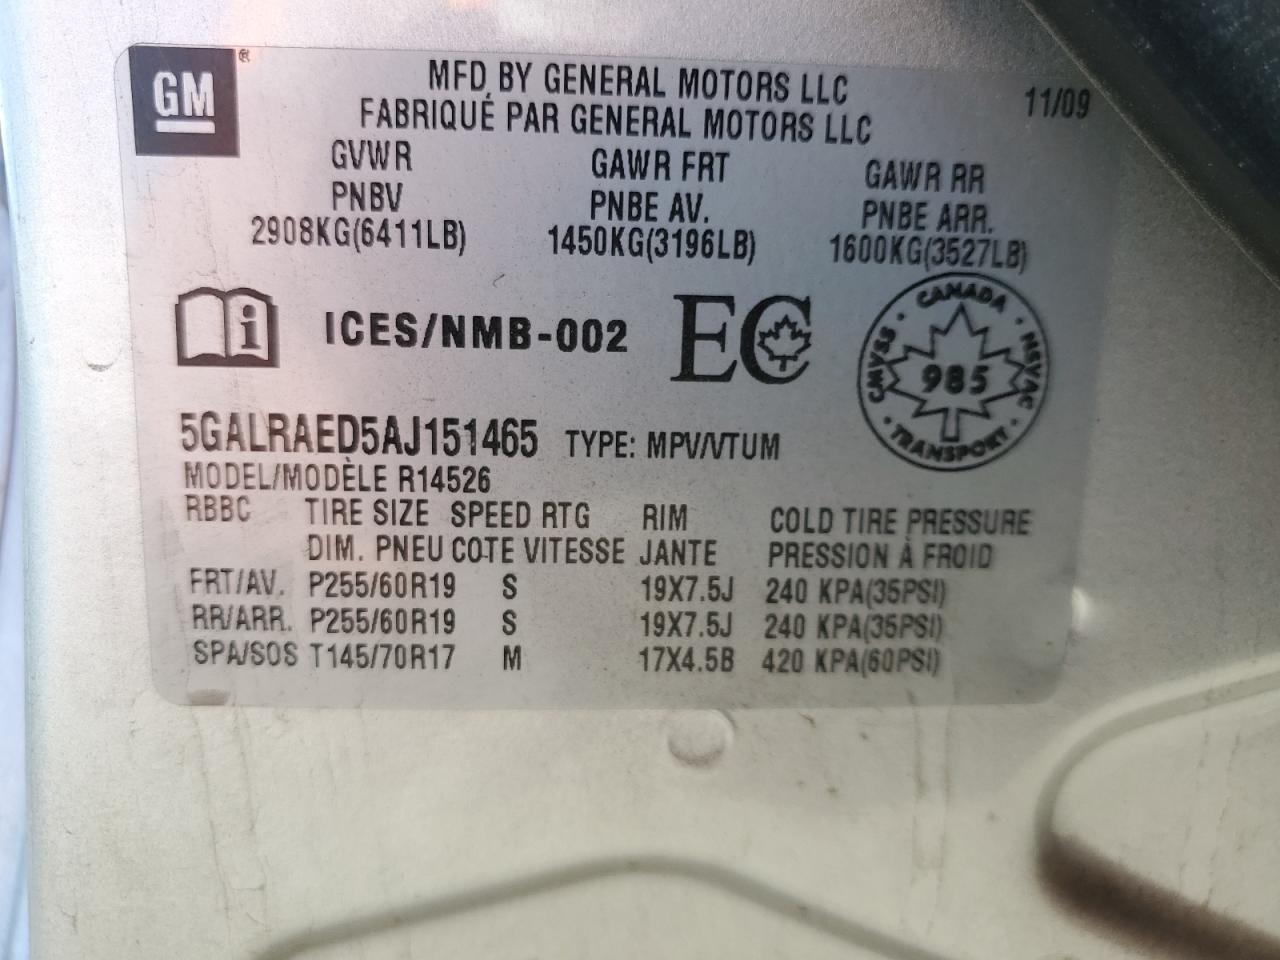 GM ®
MFD BY GENERAL MOTORS LLC
FABRIQUÉ PAR GENERAL MOTORS LLC
11/09
GVWR GAWR FRT GAWR RR
PNBV PNBE AV. PNBE ARR.
2908KG(6411LB) 1450KG(3196LB) 1600KG(3527LB)
i ICES/NMB-002 EC
CANADA
CMVSS 985 NSVAC
TRANSPORT
5GALRAED5AJ151465 TYPE: MPV/VTUM
MODEL/MODÈLE R14526
RBBC TIRE SIZE SPEED RTG RIM COLD TIRE PRESSURE
DIM. PNEU COTE VITESSE JANTE PRESSION À FROID
FRT/AV. P255/60R19 S 19X7.5J 240 KPA(35PSI)
RR/ARR. P255/60R19 S 19X7.5J 240 KPA(35PSI)
SPA/SOS T145/70R17 M 17X4.5B 420 KPA(60PSI)